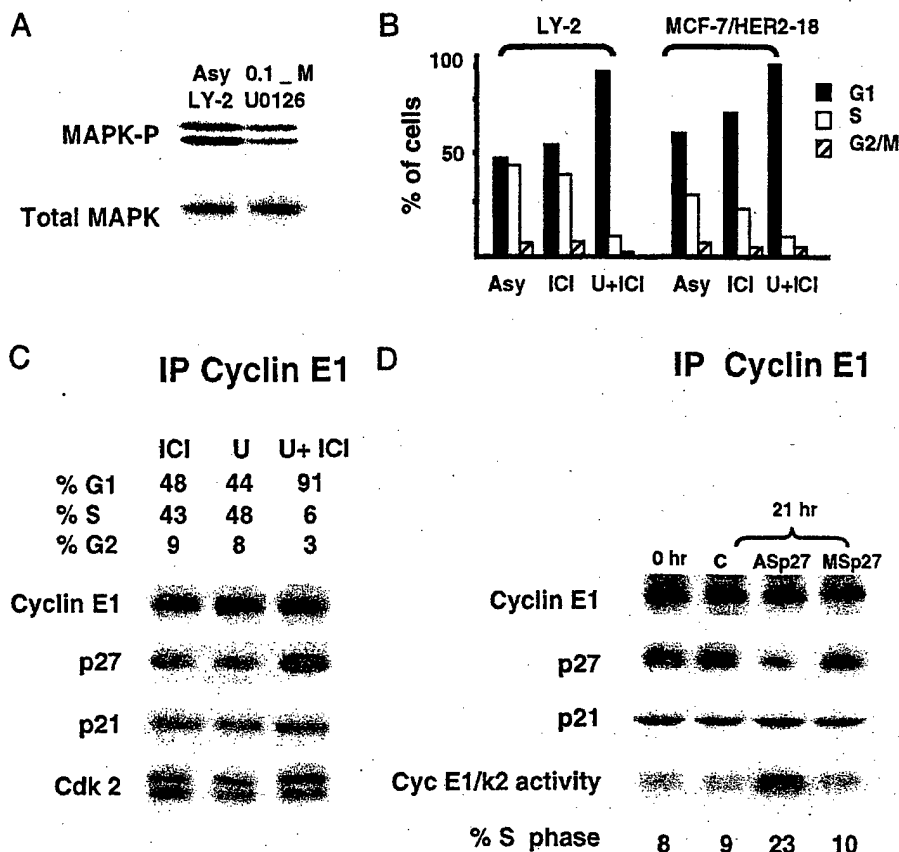 A
Asy 0.1 _ M
LY-2 U0126
MAPK-P
Total MAPK
B
LY-2 MCF-7/HER2-18
100
50
% of cells
G1
S
G2/M
Asy ICI U+ICI Asy ICI U+ICI
C
IP Cyclin E1
ICI U U+ ICI
% G1 48 44 91
% S 43 48 6
% G2 9 8 3
Cyclin E1
p27
p21
Cdk 2
D
IP Cyclin E1
21 hr
0 hr C ASp27 MSp27
Cyclin E1
p27
p21
Cyc E1/k2 activity
% S phase 8 9 23 10